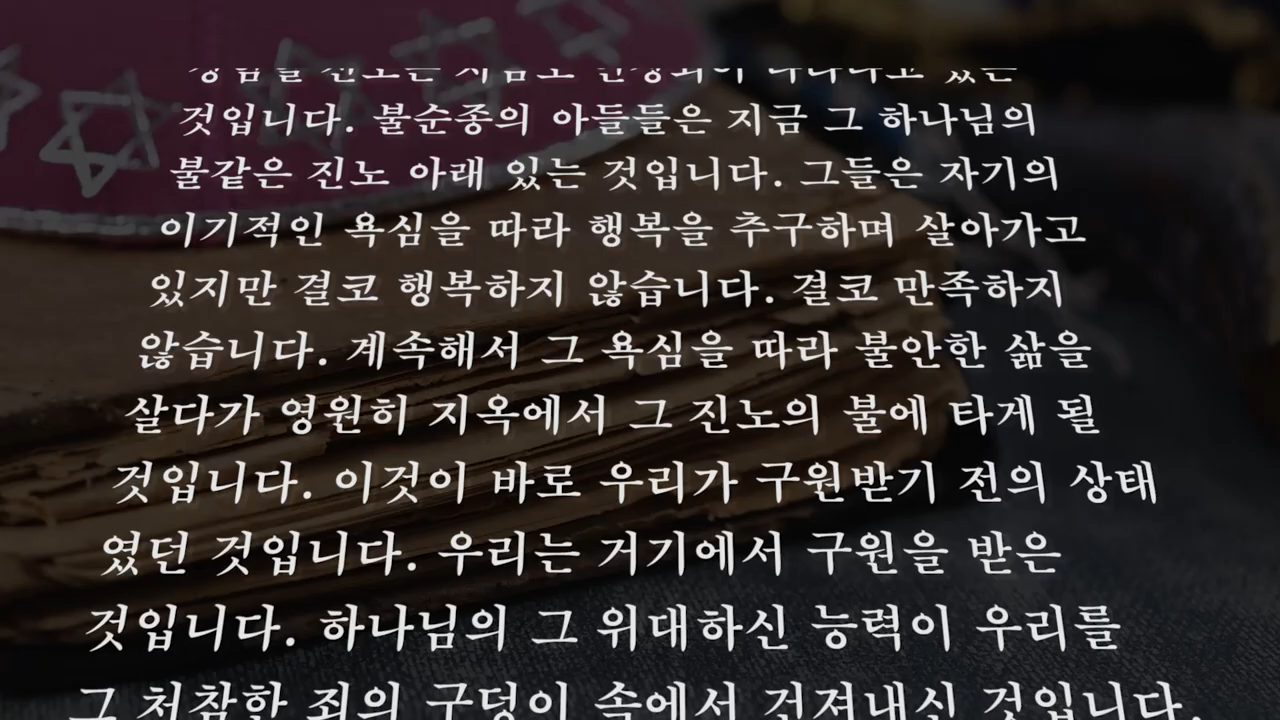 것입니다. 불순종의 아들들은 지금 그 하나님의
불같은 진노 아래 있는 것입니다. 그들은 자기의
이기적인 욕심을 따라 행복을 추구하며 살아가고
있지만 결코 행복하지 않습니다. 결코 만족하지
않습니다. 계속해서 그 욕심을 따라 불안한 삶을
살다가 영원히 지옥에서 그 진노의 불에 타게 될
것입니다. 이것이 바로 우리가 구원받기 전의 상태
였던 것입니다. 우리는 거기에서 구원을 받은
것입니다. 하나님의 그 위대하신 능력이 우리를
그 처참한 죄의 구덩이 속에서 건져내신 것입니다.